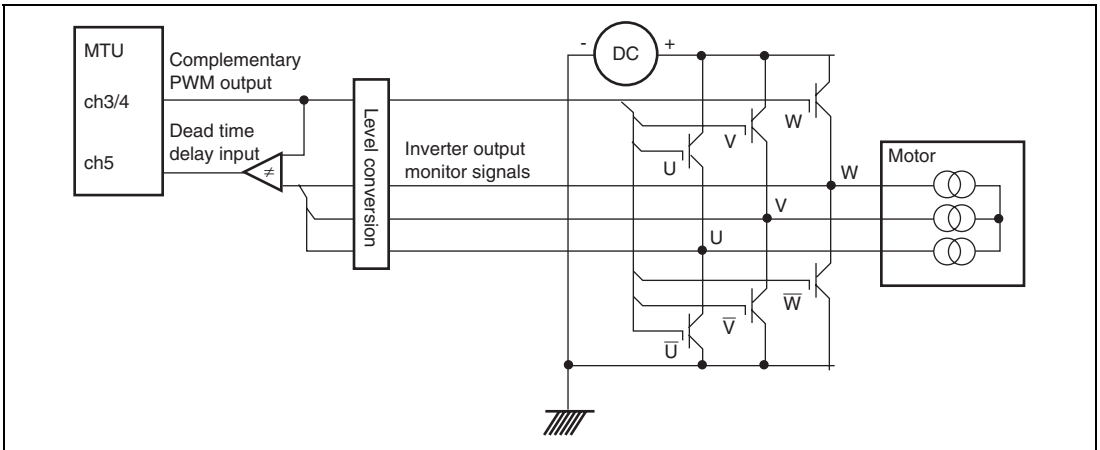 MTU
ch3/4
ch5
Complementary
PWM output
Dead time
delay input
≠
Level conversion
Inverter output
monitor signals
-
DC
+
U
V
W
W
V
U
U̅
V̅
W̅
Motor